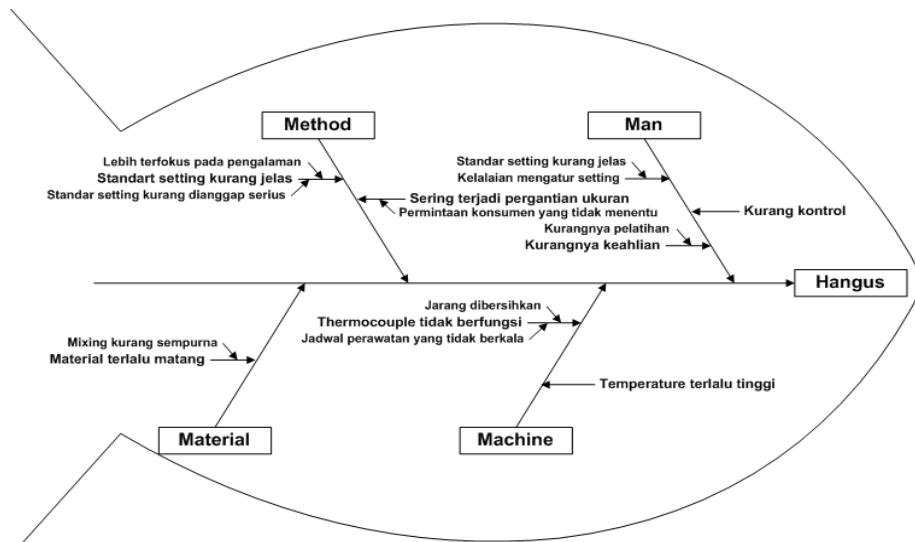 Method
Man
Lebih terfokus pada pengalaman
Standart setting kurang jelas
Standar setting kurang dianggap serius
Sering terjadi pergantian ukuran
Permintaan konsumen yang tidak menentu
Standar setting kurang jelas
Kelalaian mengatur setting
Kurang kontrol
Kurangnya pelatihan
Kurangnya keahlian
Hangus
Mixing kurang sempurna
Material terlalu matang
Jarang dibersihkan
Thermocouple tidak berfungsi
Jadwal perawatan yang tidak berkala
Temperature terlalu tinggi
Material
Machine